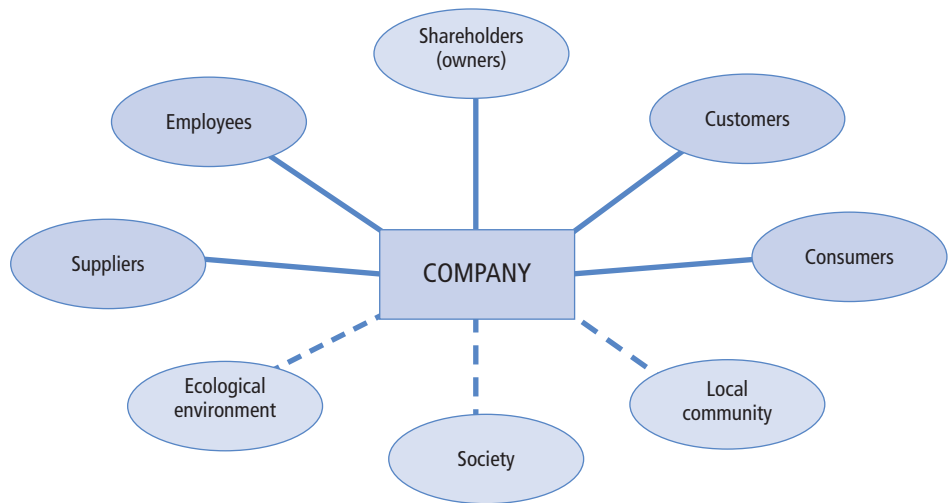 Shareholders
(owners)
Employees
Customers
Suppliers
COMPANY
Consumers
Ecological
environment
Local
community
Society